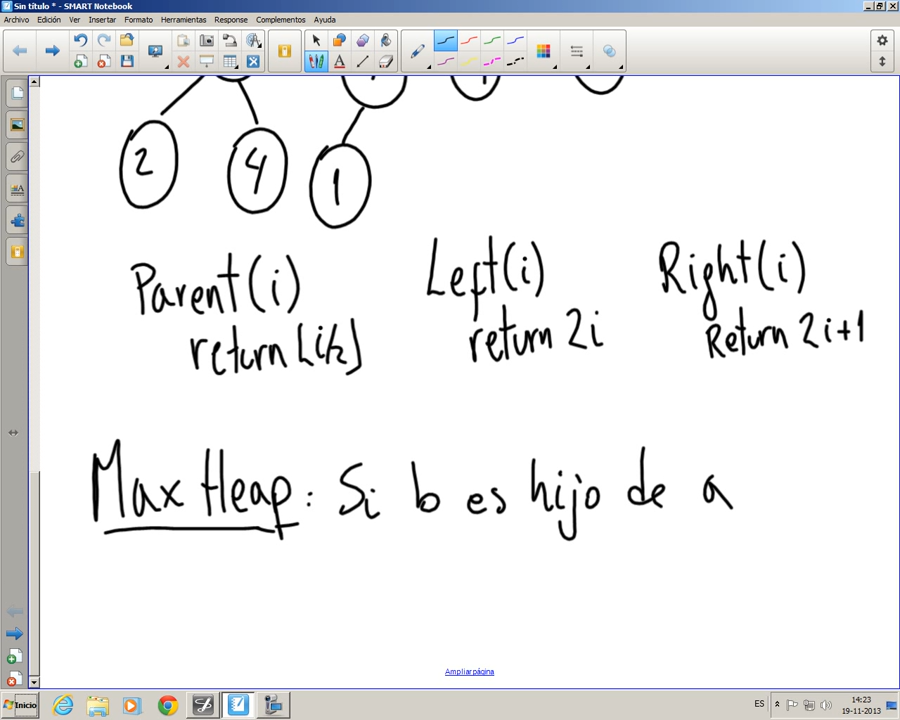 Sin título * - SMART Notebook
Archivo Edición Ver Insertar Formato Herramientas Response Complementos Ayuda
2 4 1
Parent(i) Left(i) Right(i)
return ⌊i/2⌋ return 2i Return 2i+1
Max Heap: Si b es hijo de a
Ampliar página
Inicio ES 14:23
19-11-2013